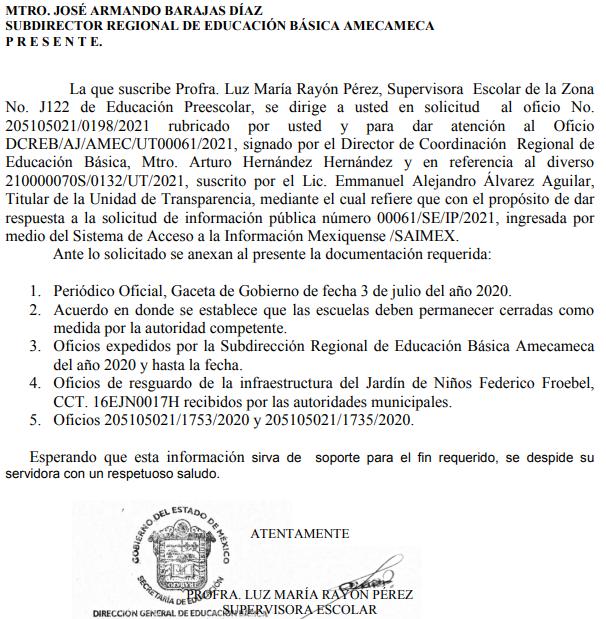 MTRO. JOSÉ ARMANDO BARAJAS DÍAZ
SUBDIRECTOR REGIONAL DE EDUCACIÓN BÁSICA AMECAMECA
P R E S E N T E.
La que suscribe Profra. Luz María Rayón Pérez, Supervisora Escolar de la Zona
No. J122 de Educación Preescolar, se dirige a usted en solicitud al oficio No.
205105021/0198/2021 rubricado por usted y para dar atención al Oficio
DCREB/AJ/AMEC/UT00061/2021, signado por el Director de Coordinación Regional de
Educación Básica, Mtro. Arturo Hernández Hernández y en referencia al diverso
210000070S/0132/UT/2021, suscrito por el Lic. Emmanuel Alejandro Álvarez Aguilar,
Titular de la Unidad de Transparencia, mediante el cual refiere que con el propósito de dar
respuesta a la solicitud de información pública número 00061/SE/IP/2021, ingresada por
medio del Sistema de Acceso a la Información Mexiquense /SAIMEX.
Ante lo solicitado se anexan al presente la documentación requerida:
1. Periódico Oficial, Gaceta de Gobierno de fecha 3 de julio del año 2020.
2. Acuerdo en donde se establece que las escuelas deben permanecer cerradas como
medida por la autoridad competente.
3. Oficios expedidos por la Subdirección Regional de Educación Básica Amecameca
del año 2020 y hasta la fecha.
4. Oficios de resguardo de la infraestructura del Jardín de Niños Federico Froebel,
CCT. 16EJN0017H recibidos por las autoridades municipales.
5. Oficios 205105021/1753/2020 y 205105021/1735/2020.
Esperando que esta información sirva de soporte para el fin requerido, se despide su
servidora con un respetuoso saludo.
ATENTAMENTE
GOBIERNO DEL ESTADO DE MÉXICO
SECRETARÍA DE EDUCACIÓN
PROFRA. LUZ MARÍA RAYÓN PÉREZ
DIRECCION GENERAL DE EDUCACION BÁSICA
SUPERVISORA ESCOLAR